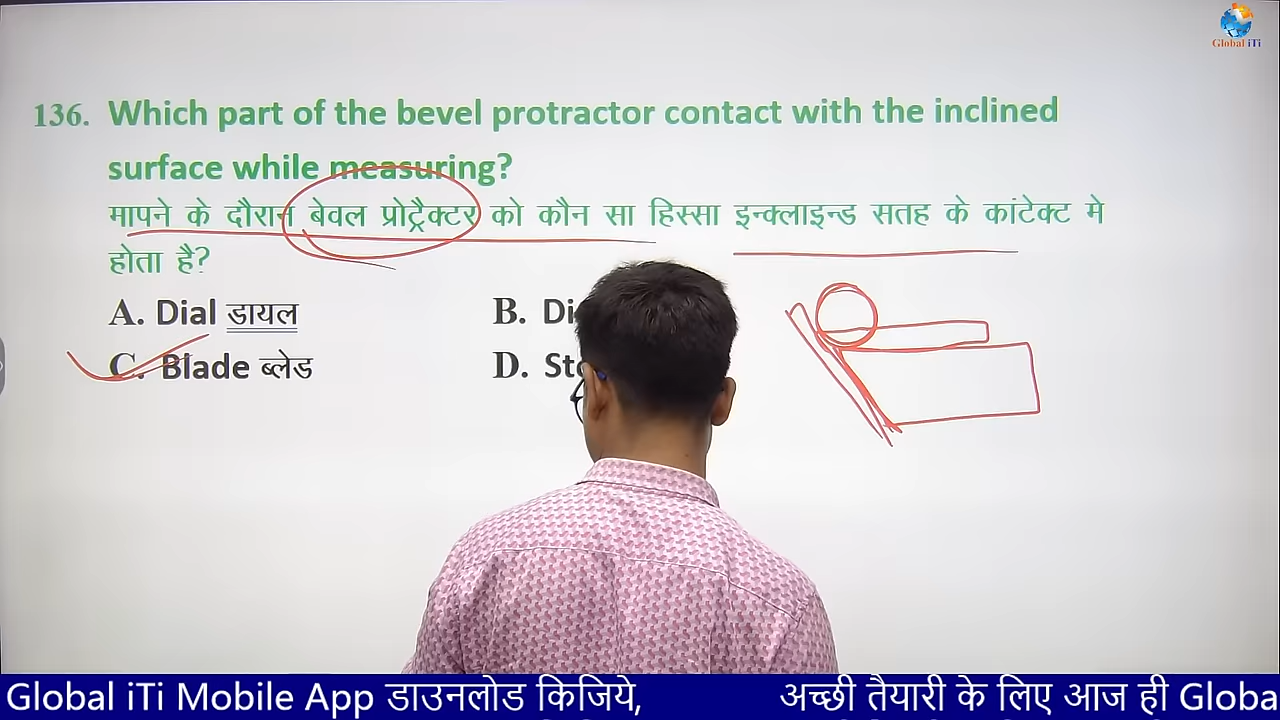 Global iTi
136. Which part of the bevel protractor contact with the inclined
surface while measuring?
मापने के दौरान बेवल प्रोट्रैक्टर को कौन सा हिस्सा इन्क्लाइन्ड सतह के कांटेक्ट मे
होता है?
A. Dial डायल
B.
C. Blade ब्लेड
D.
Global iTi Mobile App डाउनलोड किजिये, अच्छी तैयारी के लिए आज ही